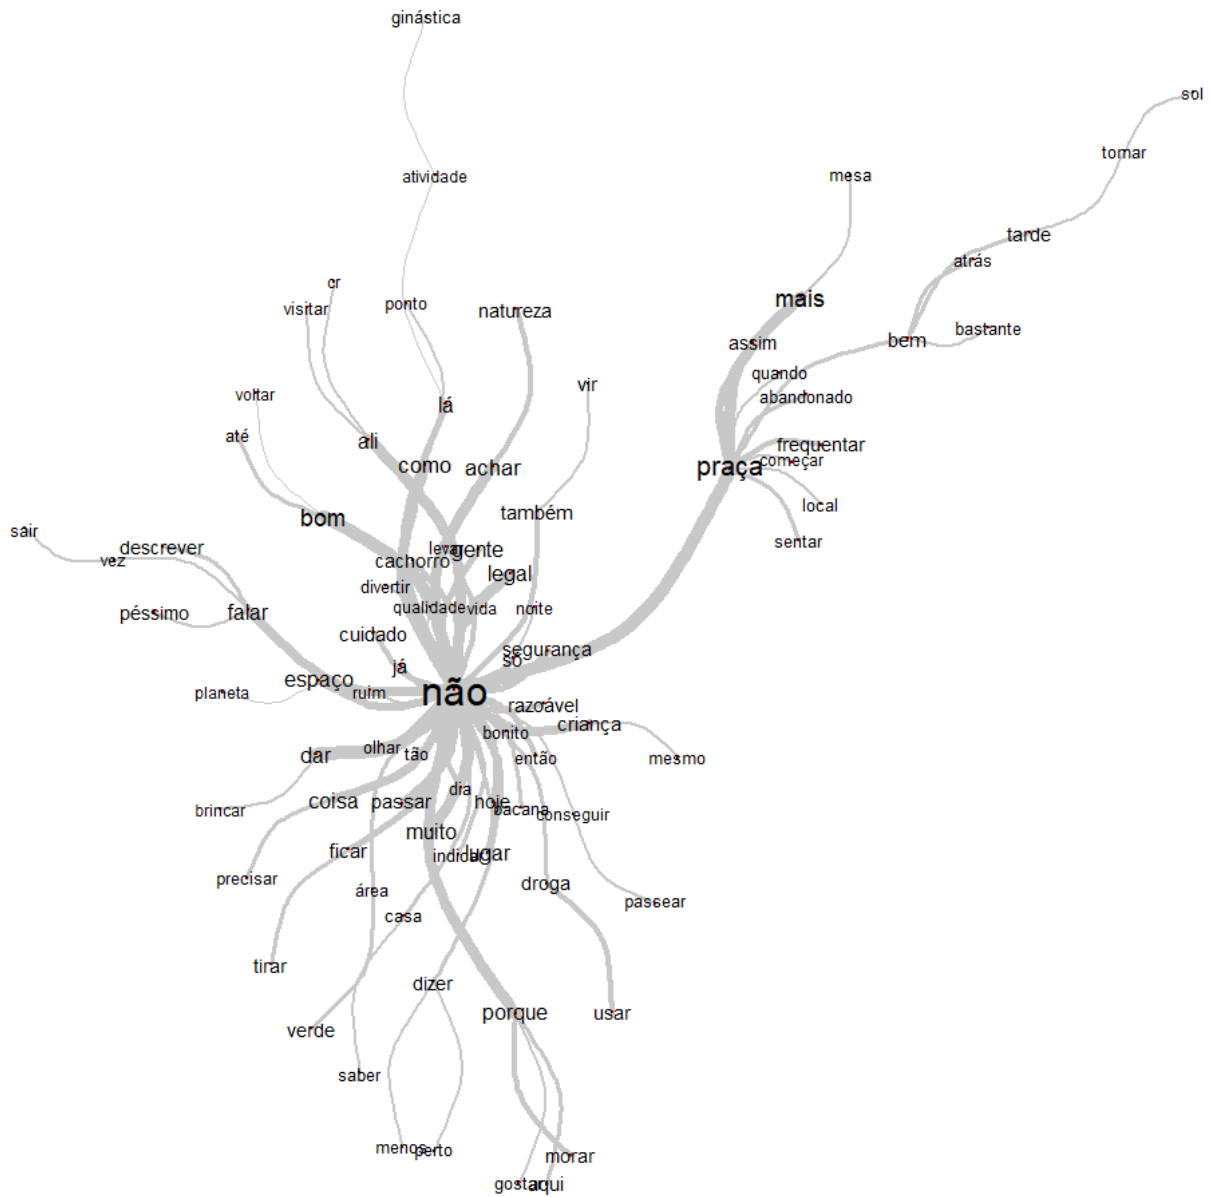 ginástica
sol
tomar
mesa
atividade
tarde
atrás
cr
visitar
ponto
natureza
mais
bastante
assim
bem
quando
vir
abandonado
voltar
lá
até
ali
frequentar
como
achar
praça
começar
local
bom
também
sair
sentar
descrever
vez
levar
gente
cachorro
legal
divertir
péssimo
falar
qualidade
vida
noite
cuidado
segurança
só
já
espaço
planeta
ruim
não
razoável
bonito
criança
dar
olhar
tão
então
mesmo
dia
brincar
coisa
passar
hoje
bacana
conseguir
muito
ficar
indicar
lugar
precisar
área
droga
passear
casa
tirar
dizer
verde
porque
usar
saber
menos
perto
morar
gostar
aqui